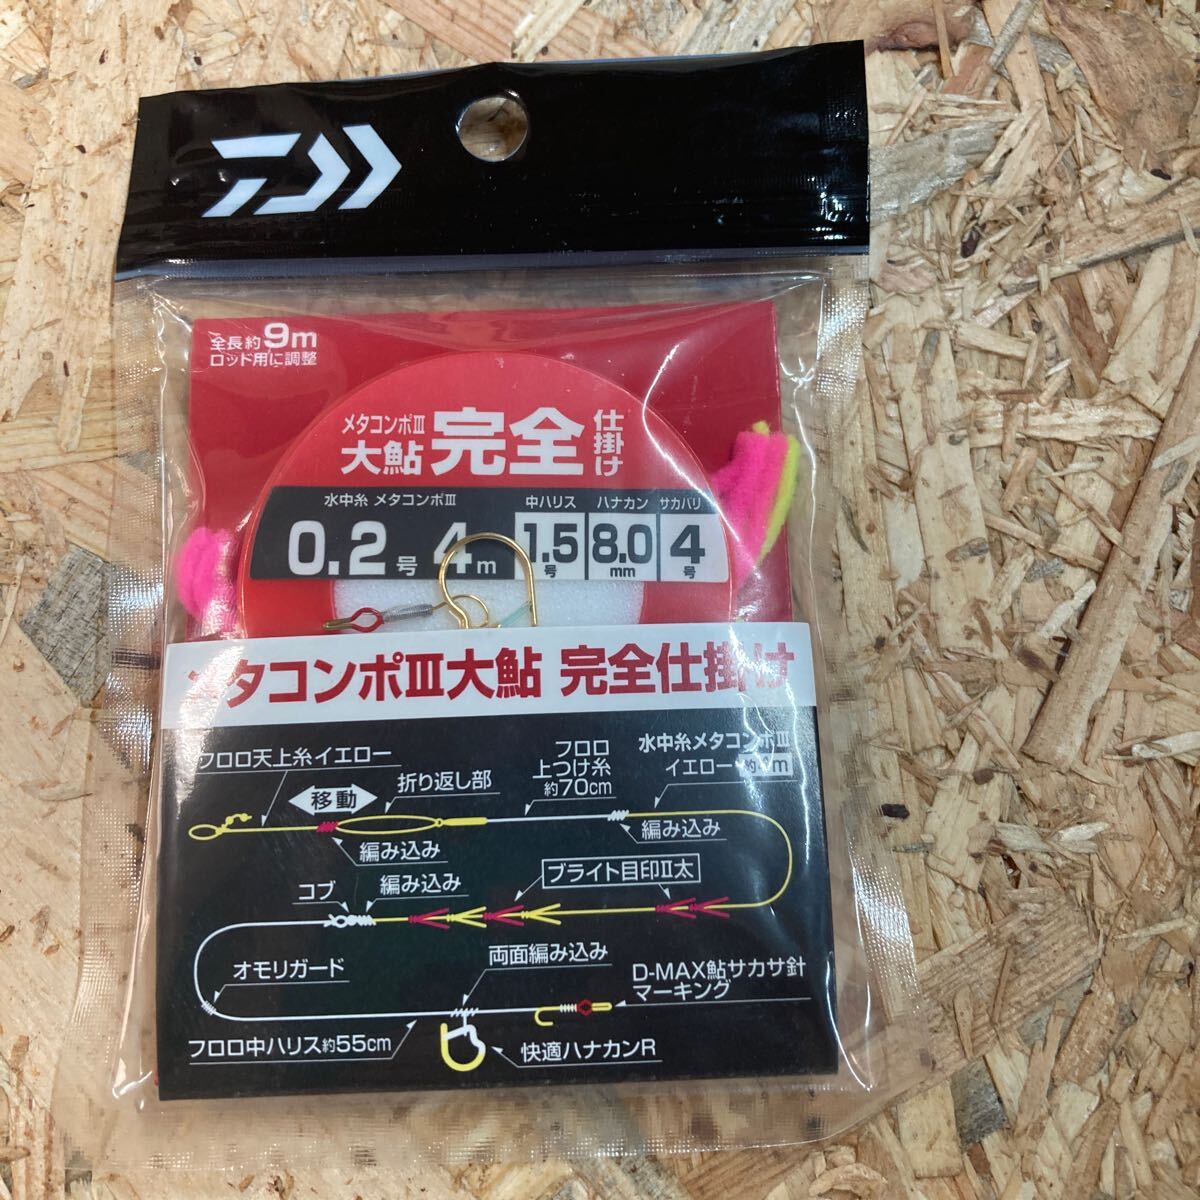 全長約9m
ロッド用に調整
メタコンポⅢ
大鮎 完全 仕掛け
水中糸 メタコンポⅢ 中ハリス ハナカン サカバリ
0.2号 4m 1.5号 8.0mm 4号
メタコンポⅢ大鮎 完全仕掛け
フロロ天上糸イエロー
移動
折り返し部
フロロ
上つけ糸
約70cm
水中糸メタコンポⅢ
イエロー 約4m
編み込み
編み込み
コブ
編み込み
ブライト目印Ⅱ太
オモリガード
両面編み込み
D-MAX鮎サカサ針
マーキング
フロロ中ハリス約55cm
快適ハナカンR